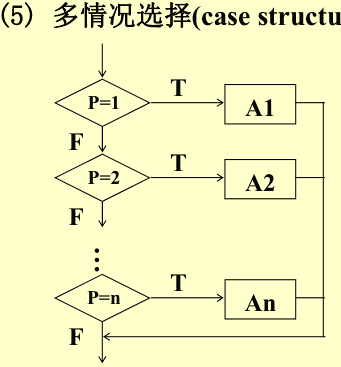 (5) 多情况选择(case structu
P=1
T
A1
F
P=2
T
A2
F
⋮
P=n
T
An
F